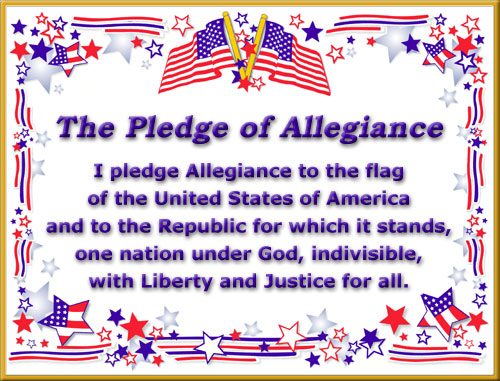 The Pledge of Allegiance
I pledge Allegiance to the flag
of the United States of America
and to the Republic for which it stands,
one nation under God, indivisible,
with Liberty and Justice for all.